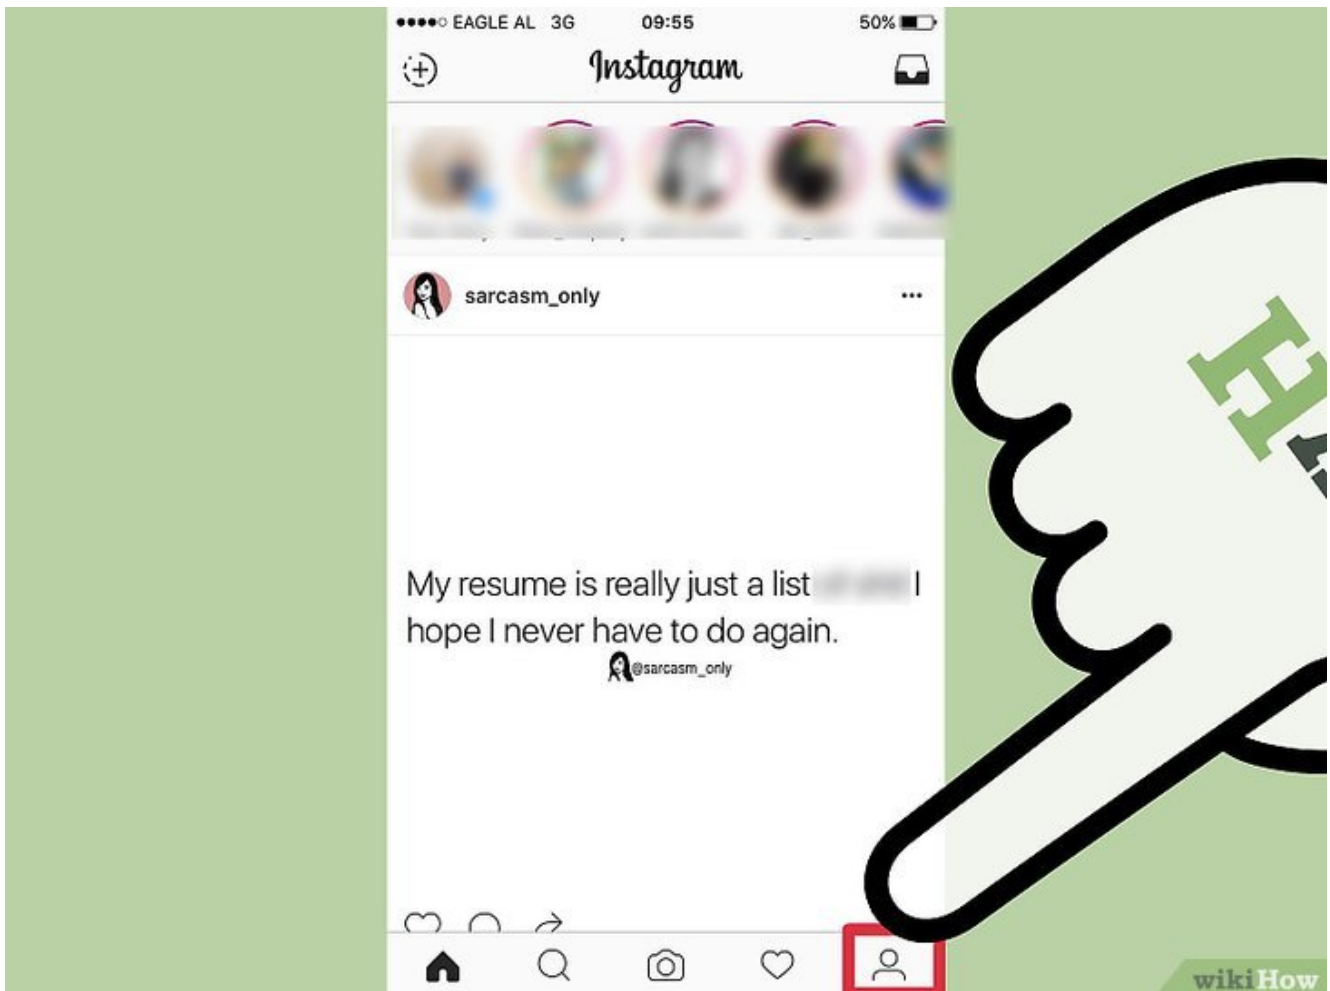 EAGLE AL 3G 09:55 50%
Instagram
sarcasm_only
My resume is really just a list I
hope I never have to do again.
@sarcasm_only
H
wikiHow